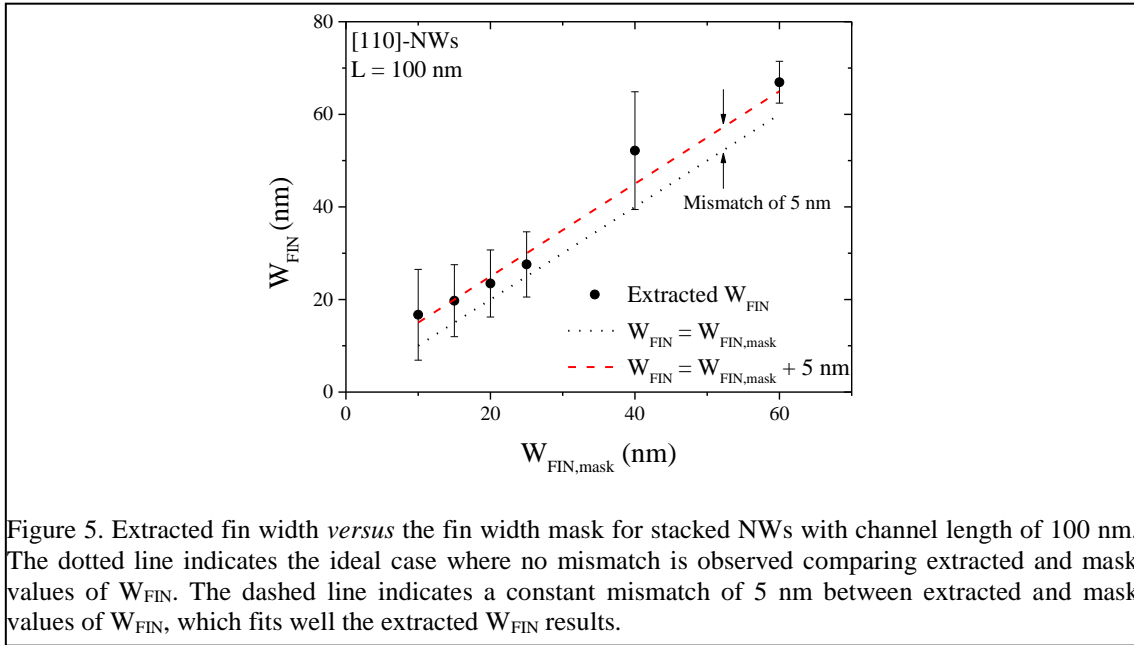 [110]-NWs
L = 100 nm
80
60
40
20
0
W_FIN (nm)
Mismatch of 5 nm
Extracted W_FIN
W_FIN = W_FIN,mask
W_FIN = W_FIN,mask + 5 nm
0 20 40 60
W_FIN,mask (nm)
Figure 5. Extracted fin width versus the fin width mask for stacked NWs with channel length of 100 nm.
The dotted line indicates the ideal case where no mismatch is observed comparing extracted and mask
values of W_FIN. The dashed line indicates a constant mismatch of 5 nm between extracted and mask
values of W_FIN, which fits well the extracted W_FIN results.